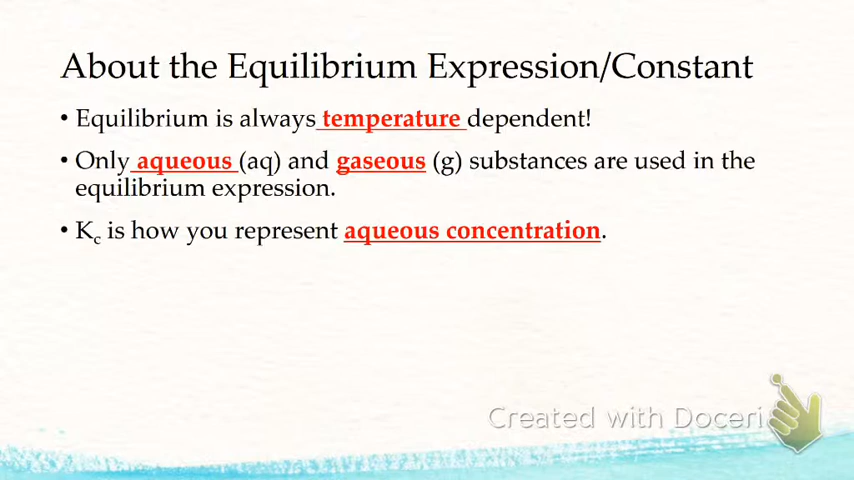 About the Equilibrium Expression/Constant
• Equilibrium is always temperature dependent!
• Only aqueous (aq) and gaseous (g) substances are used in the
equilibrium expression.
• Kc is how you represent aqueous concentration.
Created with Doceri